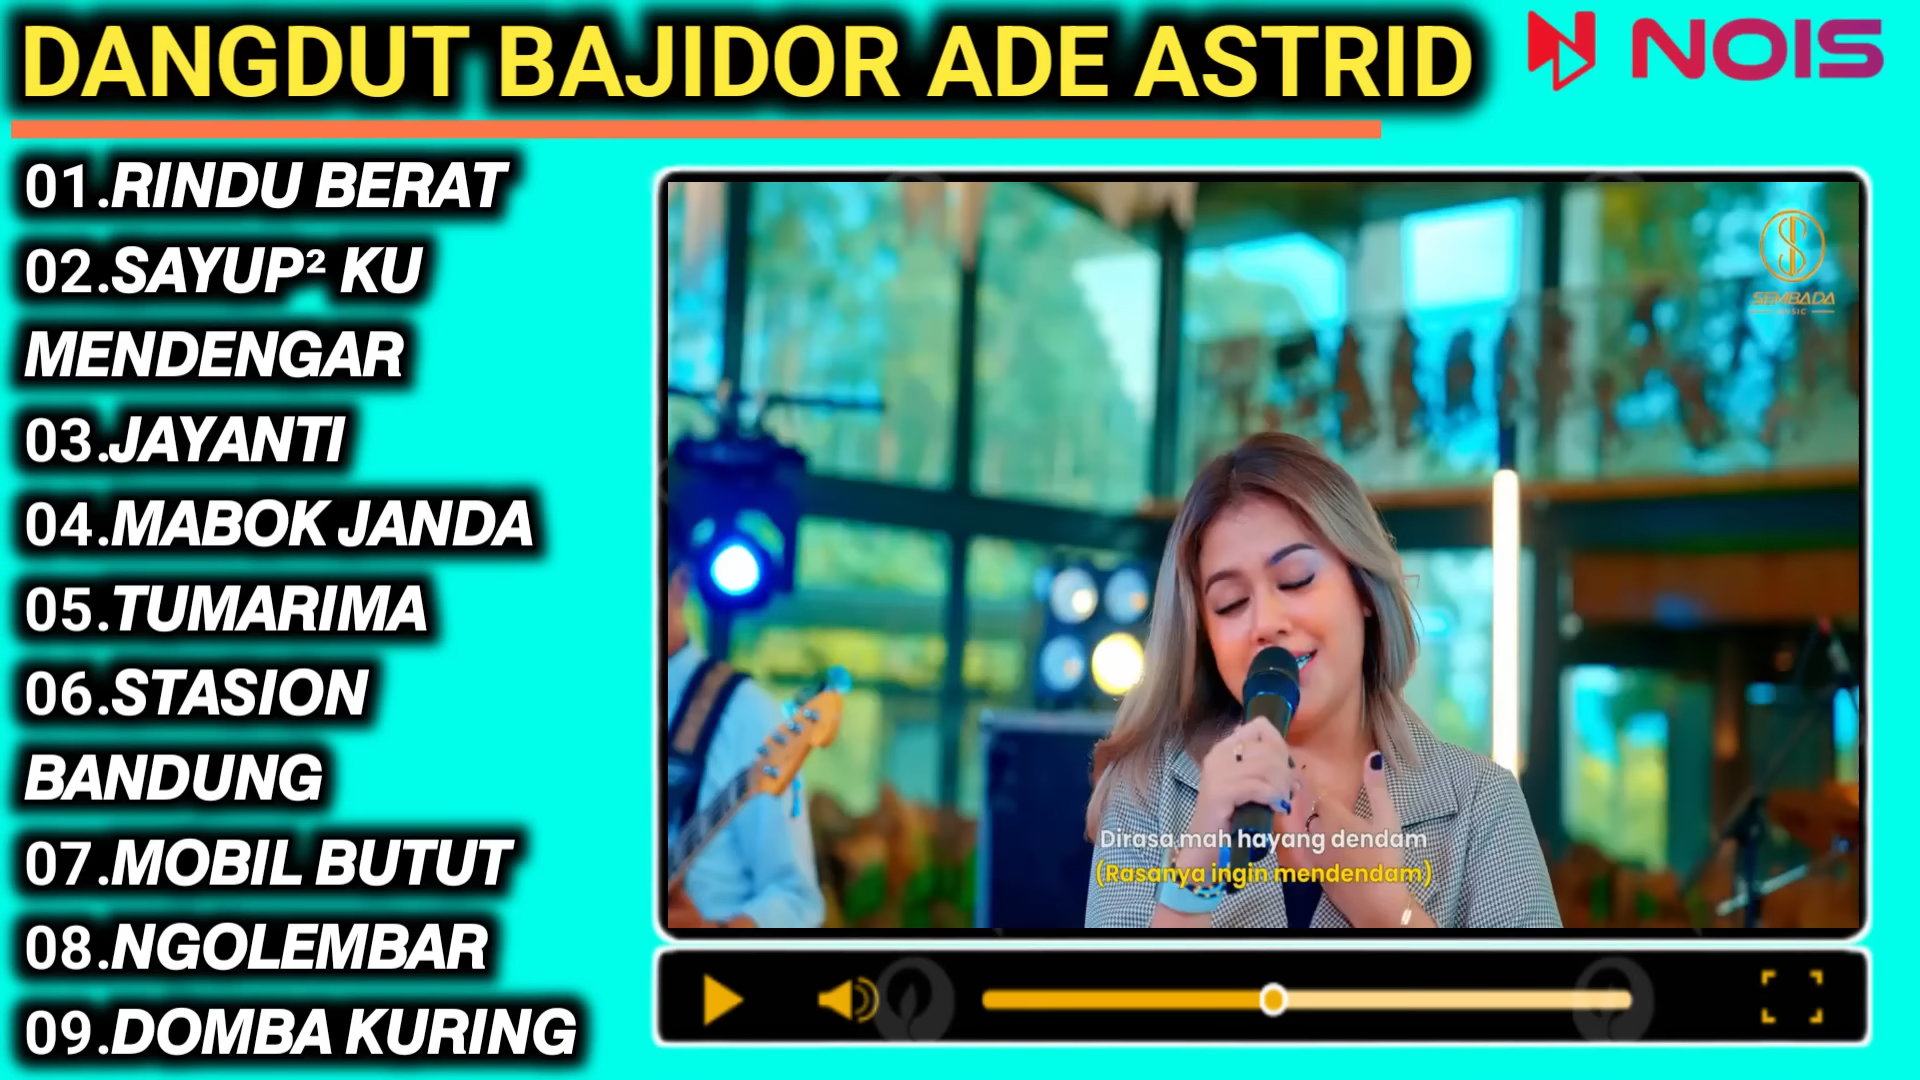 DANGDUT BAJIDOR ADE ASTRID
NOIS
01.RINDU BERAT
02.SAYUP² KU
MENDENGAR
03.JAYANTI
04.MABOK JANDA
05.TUMARIMA
06.STASION
BANDUNG
07.MOBIL BUTUT
08.NGOLEMBAR
09.DOMBA KURING
SEMBADA
MUSIC
Dirasa mah hayang dendam
(Rasanya ingin mendendam)